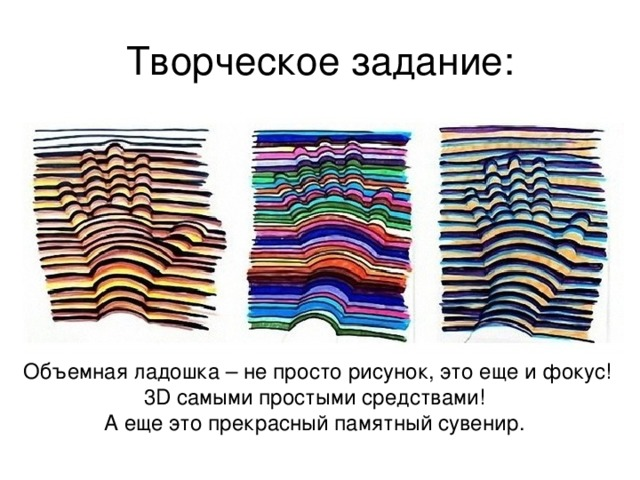 Творческое задание:
Объемная ладошка – не просто рисунок, это еще и фокус!
3D самыми простыми средствами!
А еще это прекрасный памятный сувенир.